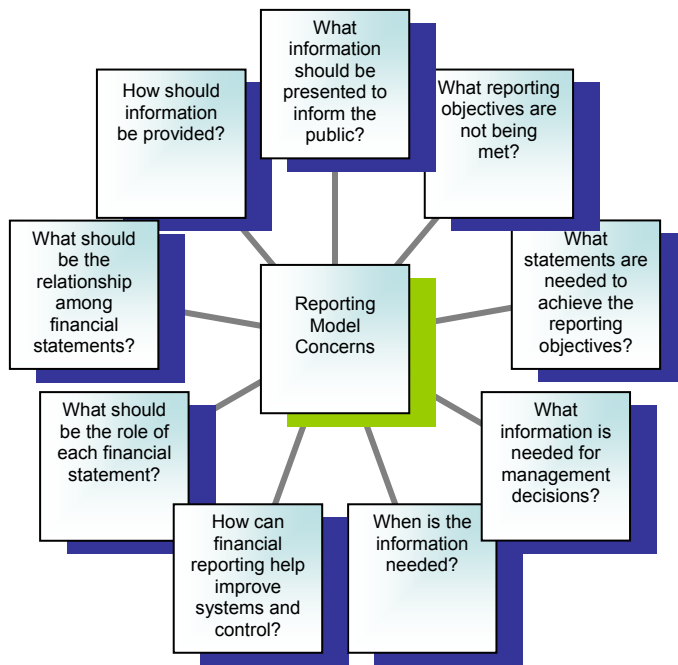 What
information
should be
presented to
inform the
public?
What reporting
objectives are
not being
met?
What
statements are
needed to
achieve the
reporting
objectives?
What
information is
needed for
management
decisions?
When is the
information
needed?
How can
financial
reporting help
improve
systems and
control?
What should
be the role of
each financial
statement?
What should
be the
relationship
among
financial
statements?
How should
information
be provided?
Reporting
Model
Concerns